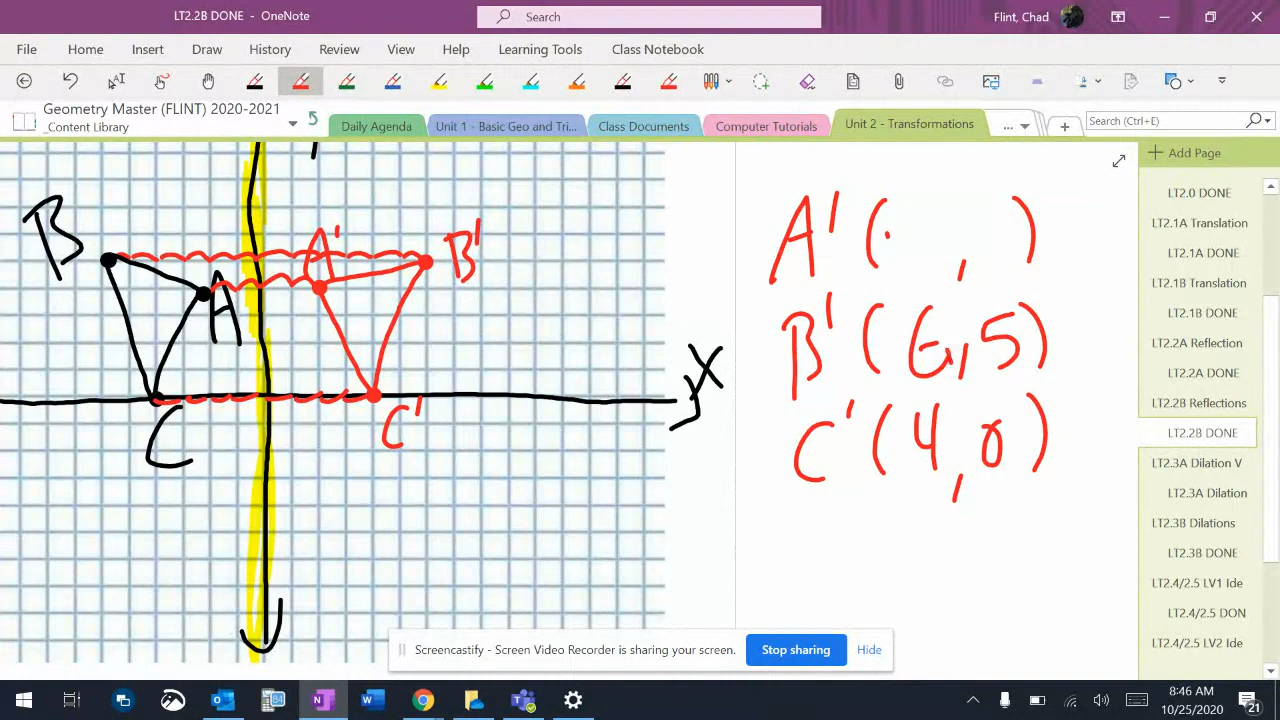 LT2.2B DONE - OneNote
Search
Flint, Chad
File Home Insert Draw History Review View Help Learning Tools Class Notebook
Geometry Master (FLINT) 2020-2021
_Content Library
Daily Agenda
Unit 1 - Basic Geo and Tri...
Class Documents
Computer Tutorials
Unit 2 - Transformations
...
Search (Ctrl+E)
Add Page
LT2.0 DONE
LT2.1A Translation
LT2.1A DONE
LT2.1B Translation
LT2.1B DONE
LT2.2A Reflection
LT2.2A DONE
LT2.2B Reflections
LT2.2B DONE
LT2.3A Dilation V
LT2.3A Dilation
LT2.3B Dilations
LT2.3B DONE
LT2.4/2.5 LV1 Ide
LT2.4/2.5 DON
LT2.4/2.5 LV2 Ide
B
A
C
A'
B'
C'
X
A' ( , )
B' (6,5)
C' (4,0)
Screencastify - Screen Video Recorder is sharing your screen.
Stop sharing
Hide
8:46 AM
10/25/2020
21